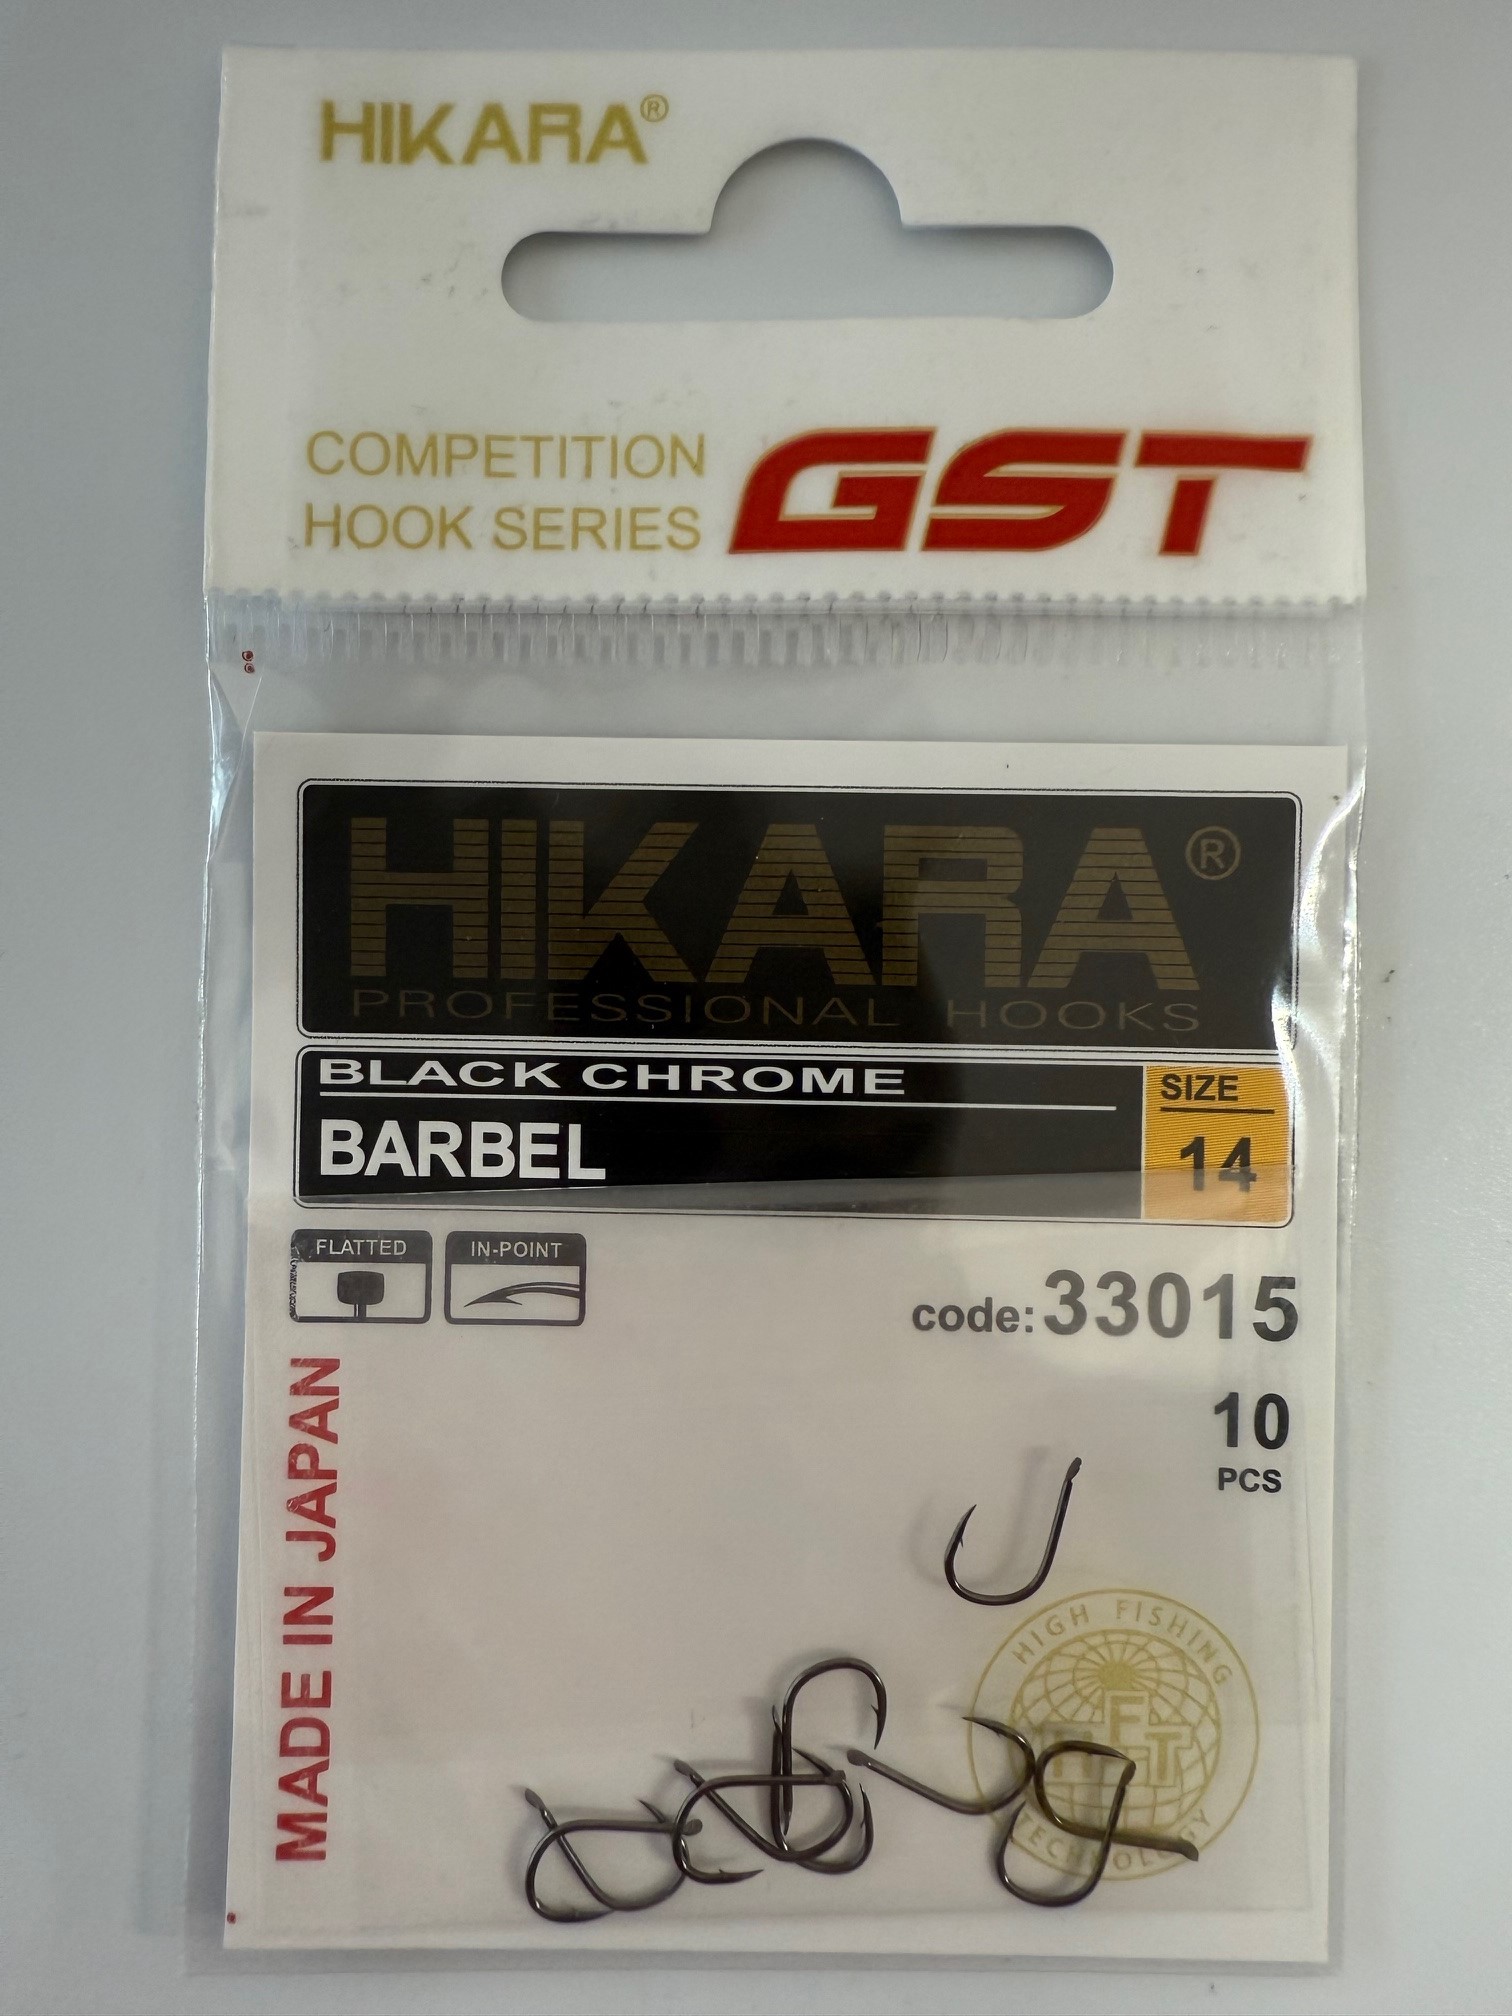 HIKARA®
COMPETITION
HOOK SERIES
GST
HIKARA®
PROFESSIONAL HOOKS
BLACK CHROME
BARBEL
SIZE
14
FLATTED
IN-POINT
code: 33015
10
PCS
MADE IN JAPAN
HIGH FISHING
HFT
TECHNOLOGY